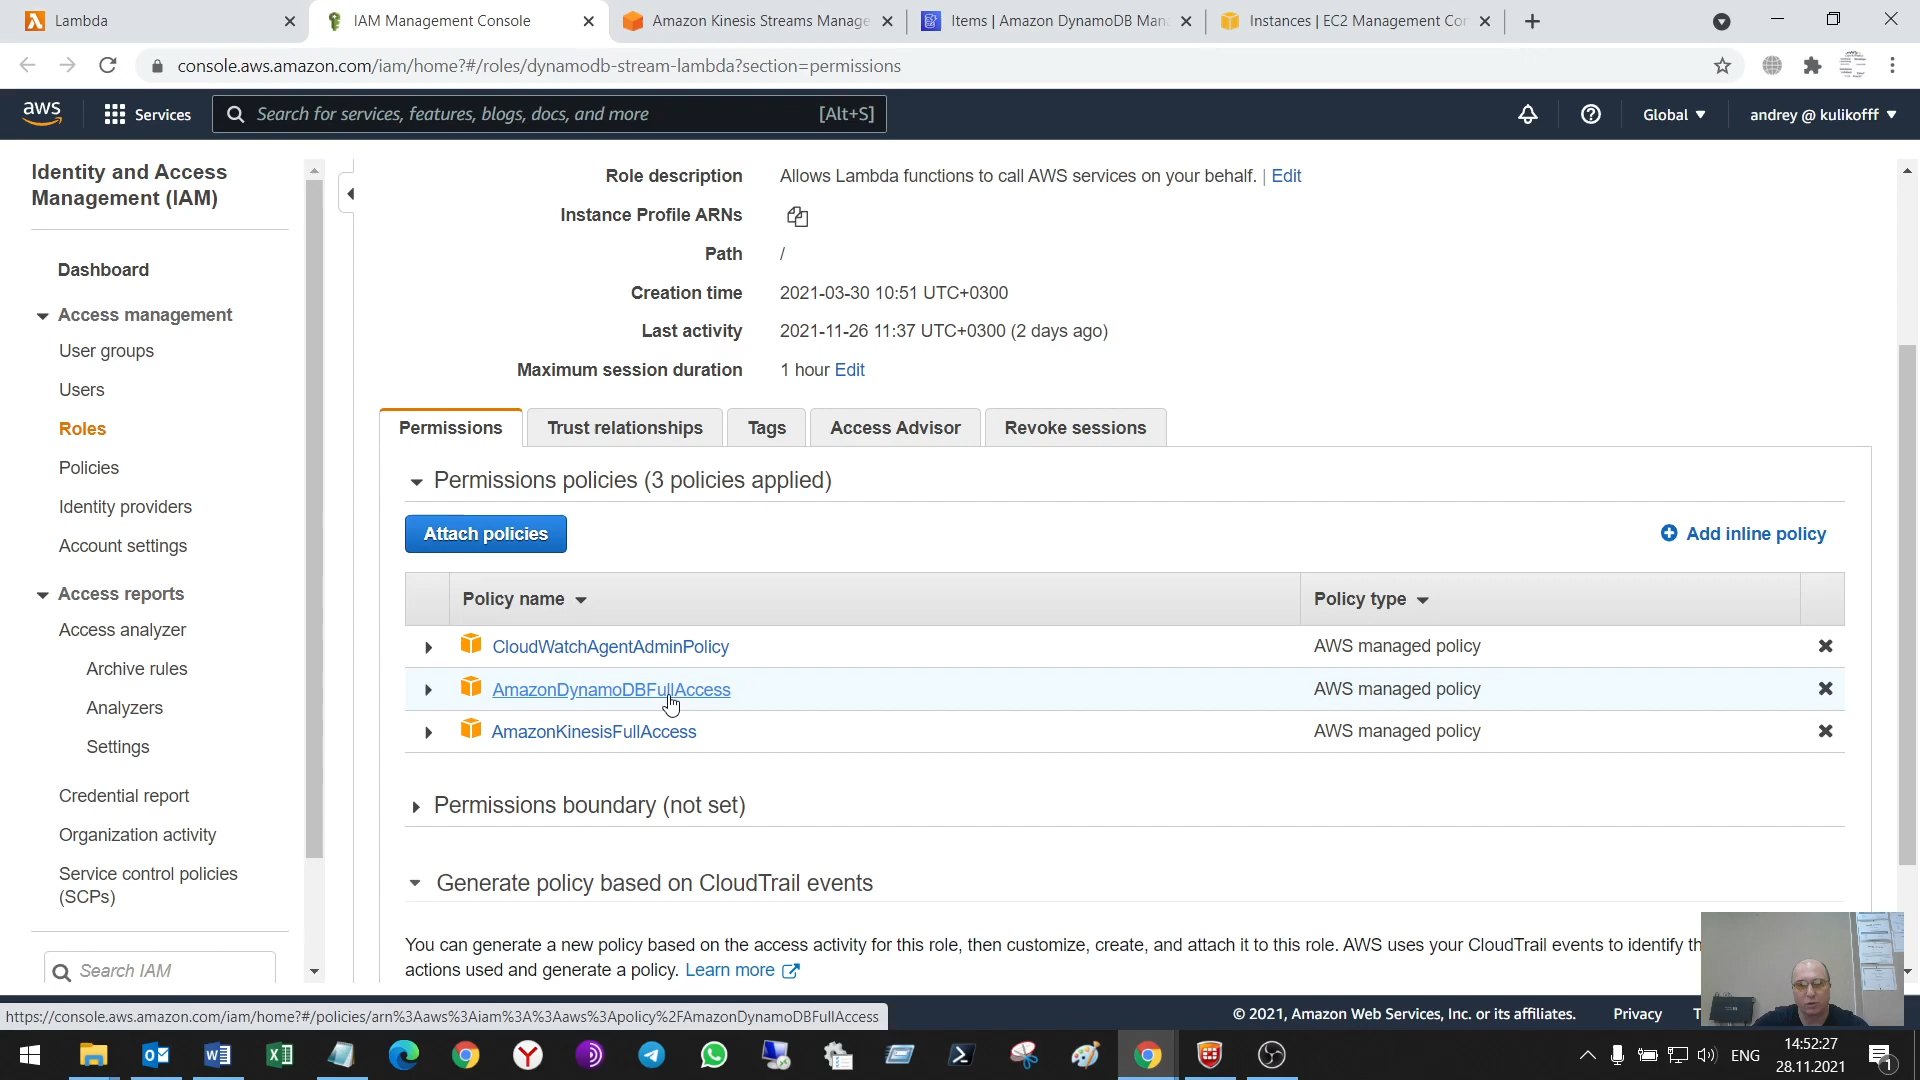 Lambda
IAM Management Console
Amazon Kinesis Streams Manage
Items | Amazon DynamoDB Man
Instances | EC2 Management Con
console.aws.amazon.com/iam/home?#/roles/dynamodb-stream-lambda?section=permissions
aws
Services
Search for services, features, blogs, docs, and more
[Alt+S]
Global
andrey @ kulikofff
Identity and Access
Management (IAM)
Dashboard
Access management
User groups
Users
Roles
Policies
Identity providers
Account settings
Access reports
Access analyzer
Archive rules
Analyzers
Settings
Credential report
Organization activity
Service control policies
(SCPs)
Search IAM
Role description Allows Lambda functions to call AWS services on your behalf. | Edit
Instance Profile ARNs
Path /
Creation time 2021-03-30 10:51 UTC+0300
Last activity 2021-11-26 11:37 UTC+0300 (2 days ago)
Maximum session duration 1 hour Edit
Permissions
Trust relationships
Tags
Access Advisor
Revoke sessions
Permissions policies (3 policies applied)
Attach policies
Add inline policy
Policy name
Policy type
CloudWatchAgentAdminPolicy AWS managed policy
AmazonDynamoDBFullAccess AWS managed policy
AmazonKinesisFullAccess AWS managed policy
Permissions boundary (not set)
Generate policy based on CloudTrail events
You can generate a new policy based on the access activity for this role, then customize, create, and attach it to this role. AWS uses your CloudTrail events to identify th
actions used and generate a policy. Learn more
https://console.aws.amazon.com/iam/home?#/policies/arn%3Aaws%3Aiam%3A%3Aaws%3Apolicy%2FAmazonDynamoDBFullAccess
© 2021, Amazon Web Services, Inc. or its affiliates.
Privacy
T
ENG
14:52:27
28.11.2021
1